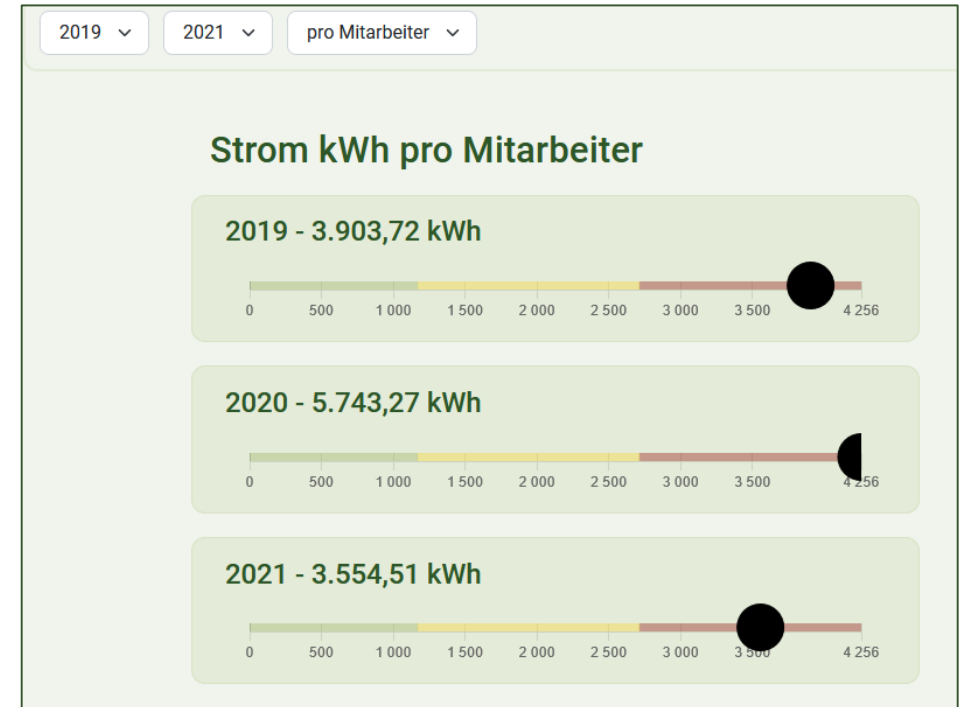 2019 2021 pro Mitarbeiter
Strom kWh pro Mitarbeiter
2019 - 3.903,72 kWh
0 500 1 000 1 500 2 000 2 500 3 000 3 500 4 256
2020 - 5.743,27 kWh
0 500 1 000 1 500 2 000 2 500 3 000 3 500 4 256
2021 - 3.554,51 kWh
0 500 1 000 1 500 2 000 2 500 3 000 3 500 4 256